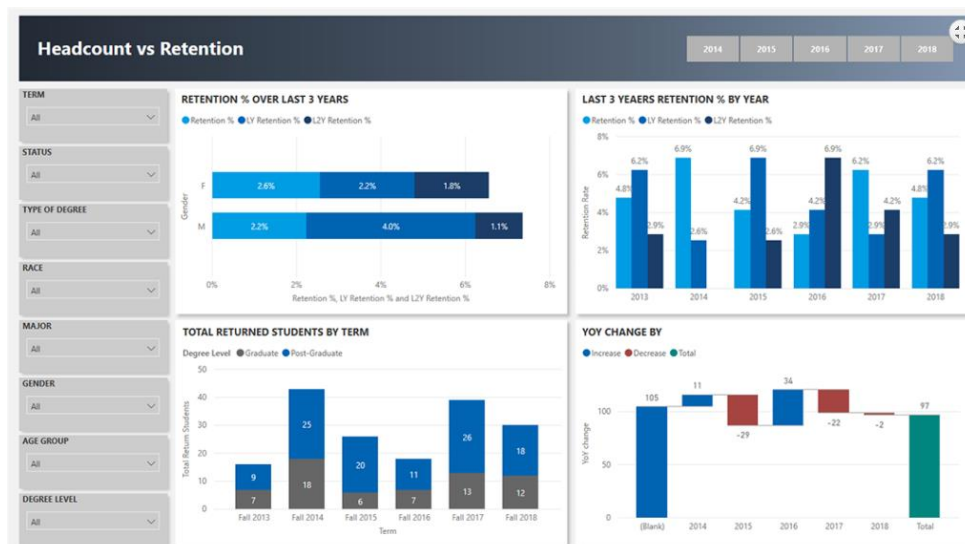 Headcount vs Retention
2014 2015 2016 2017 2018
TERM
All
STATUS
All
TYPE OF DEGREE
All
RACE
All
MAJOR
All
GENDER
All
AGE GROUP
All
DEGREE LEVEL
All
RETENTION % OVER LAST 3 YEARS
Retention % LY Retention % L2Y Retention %
Gender
F 2.6% 2.2% 1.8%
M 2.2% 4.0% 1.1%
0% 2% 4% 6% 8%
Retention %, LY Retention % and L2Y Retention %
LAST 3 YEAERS RETENTION % BY YEAR
Retention % LY Retention % L2Y Retention %
Retention Rate
8%
6%
4%
2%
0%
4.8% 6.2% 2.9% 6.9% 2.6% 4.2% 6.9% 2.6% 2.9% 4.2% 6.9% 6.2% 2.9% 4.2% 4.8% 6.2% 2.9%
2013 2014 2015 2016 2017 2018
TOTAL RETURNED STUDENTS BY TERM
Degree Level Graduate Post-Graduate
Total Return Students
50
40
30
20
10
0
9 25 20 11 26 18
7 18 6 7 13 12
Fall 2013 Fall 2014 Fall 2015 Fall 2016 Fall 2017 Fall 2018
Term
YOY CHANGE BY
Increase Decrease Total
YoY change
100
50
0
105 11 -29 34 -22 -2 97
(Blank) 2014 2015 2016 2017 2018 Total